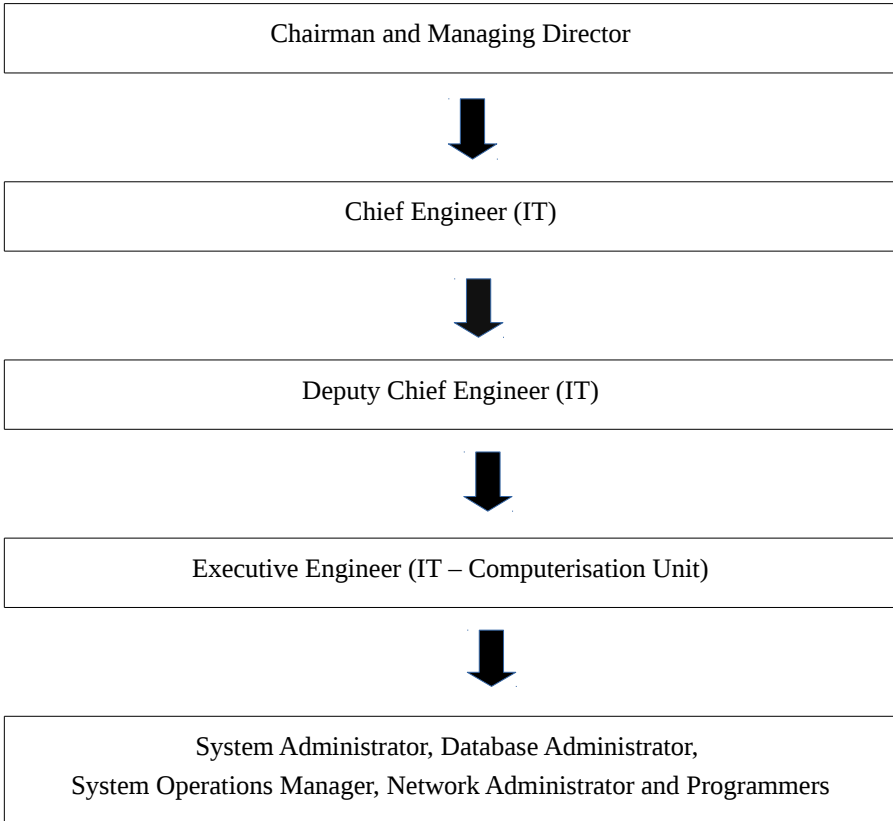 Chairman and Managing Director
Chief Engineer (IT)
Deputy Chief Engineer (IT)
Executive Engineer (IT – Computerisation Unit)
System Administrator, Database Administrator,
System Operations Manager, Network Administrator and Programmers